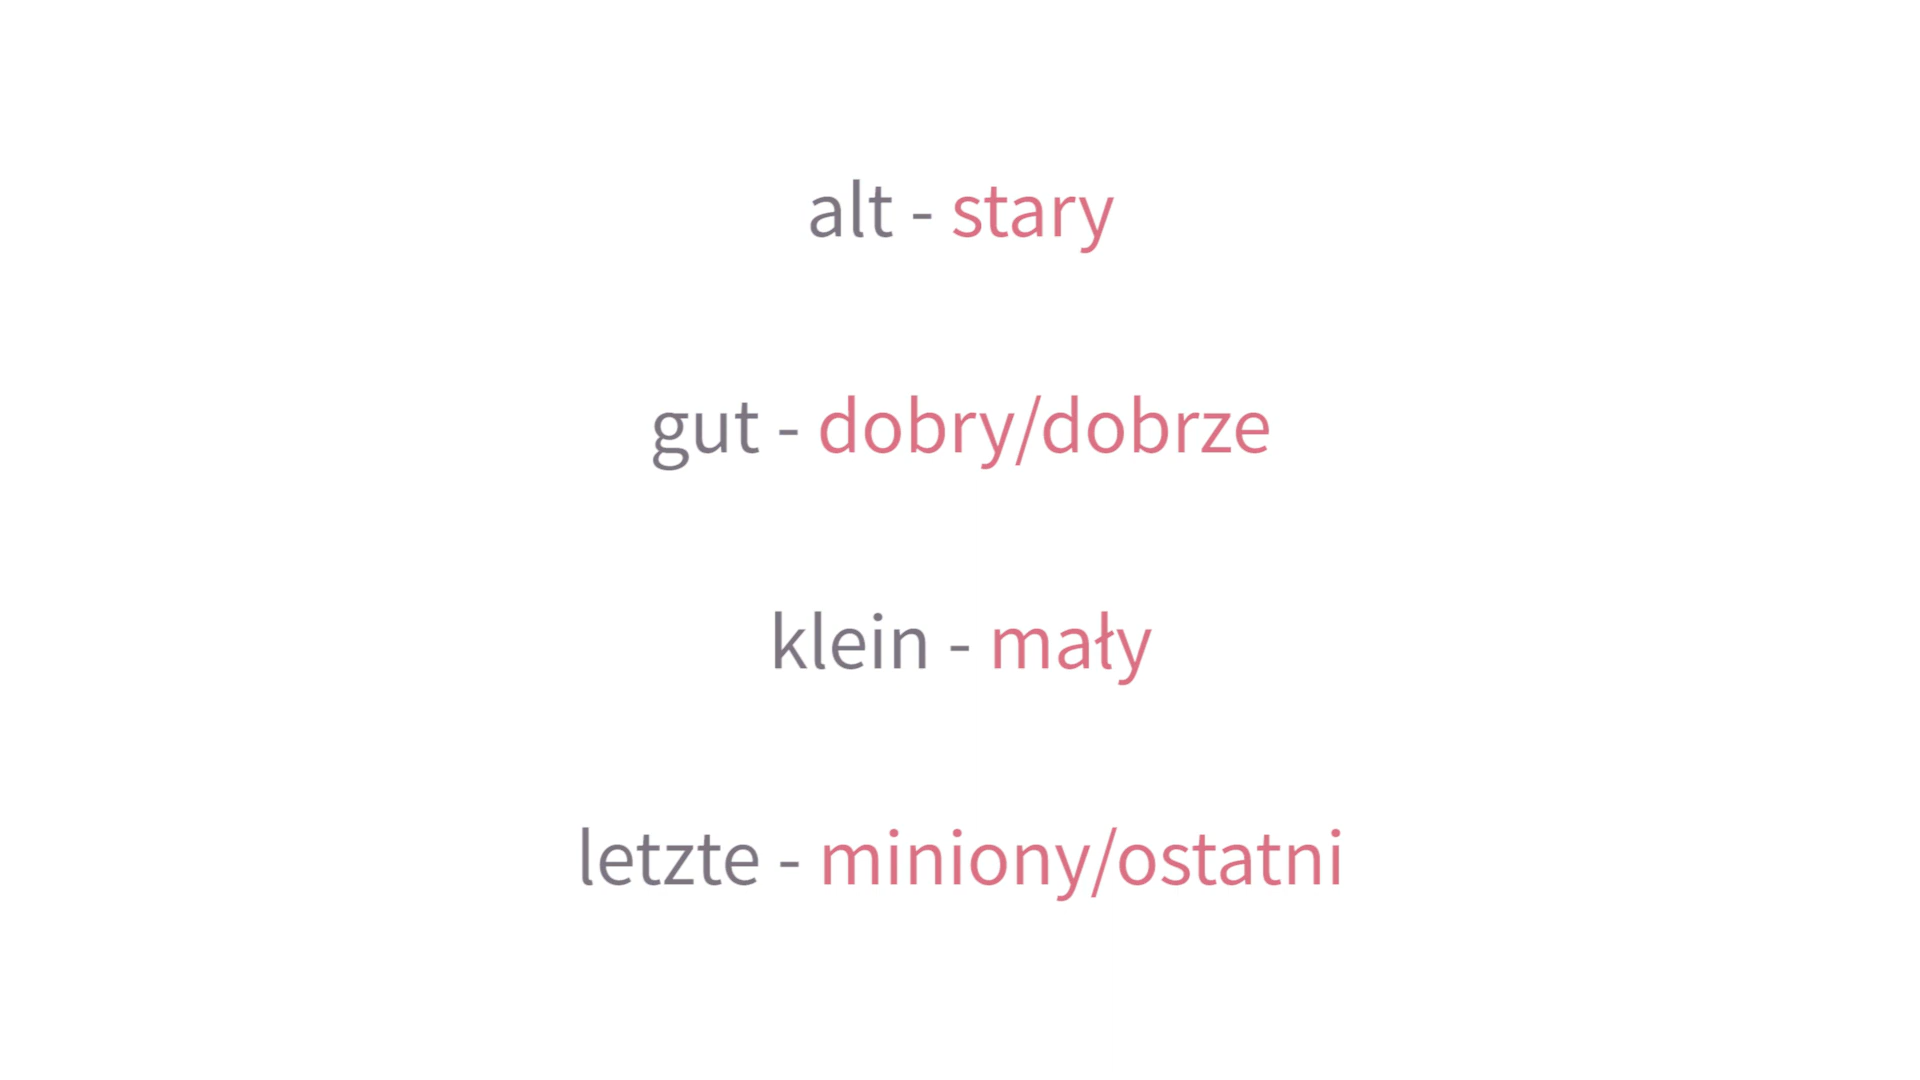 alt - stary
gut - dobry/dobrze
klein - mały
letzte - miniony/ostatni